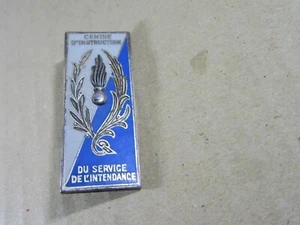 CENTRE
D'INSTRUCTION
DU SERVICE
DE L'INTENDANCE